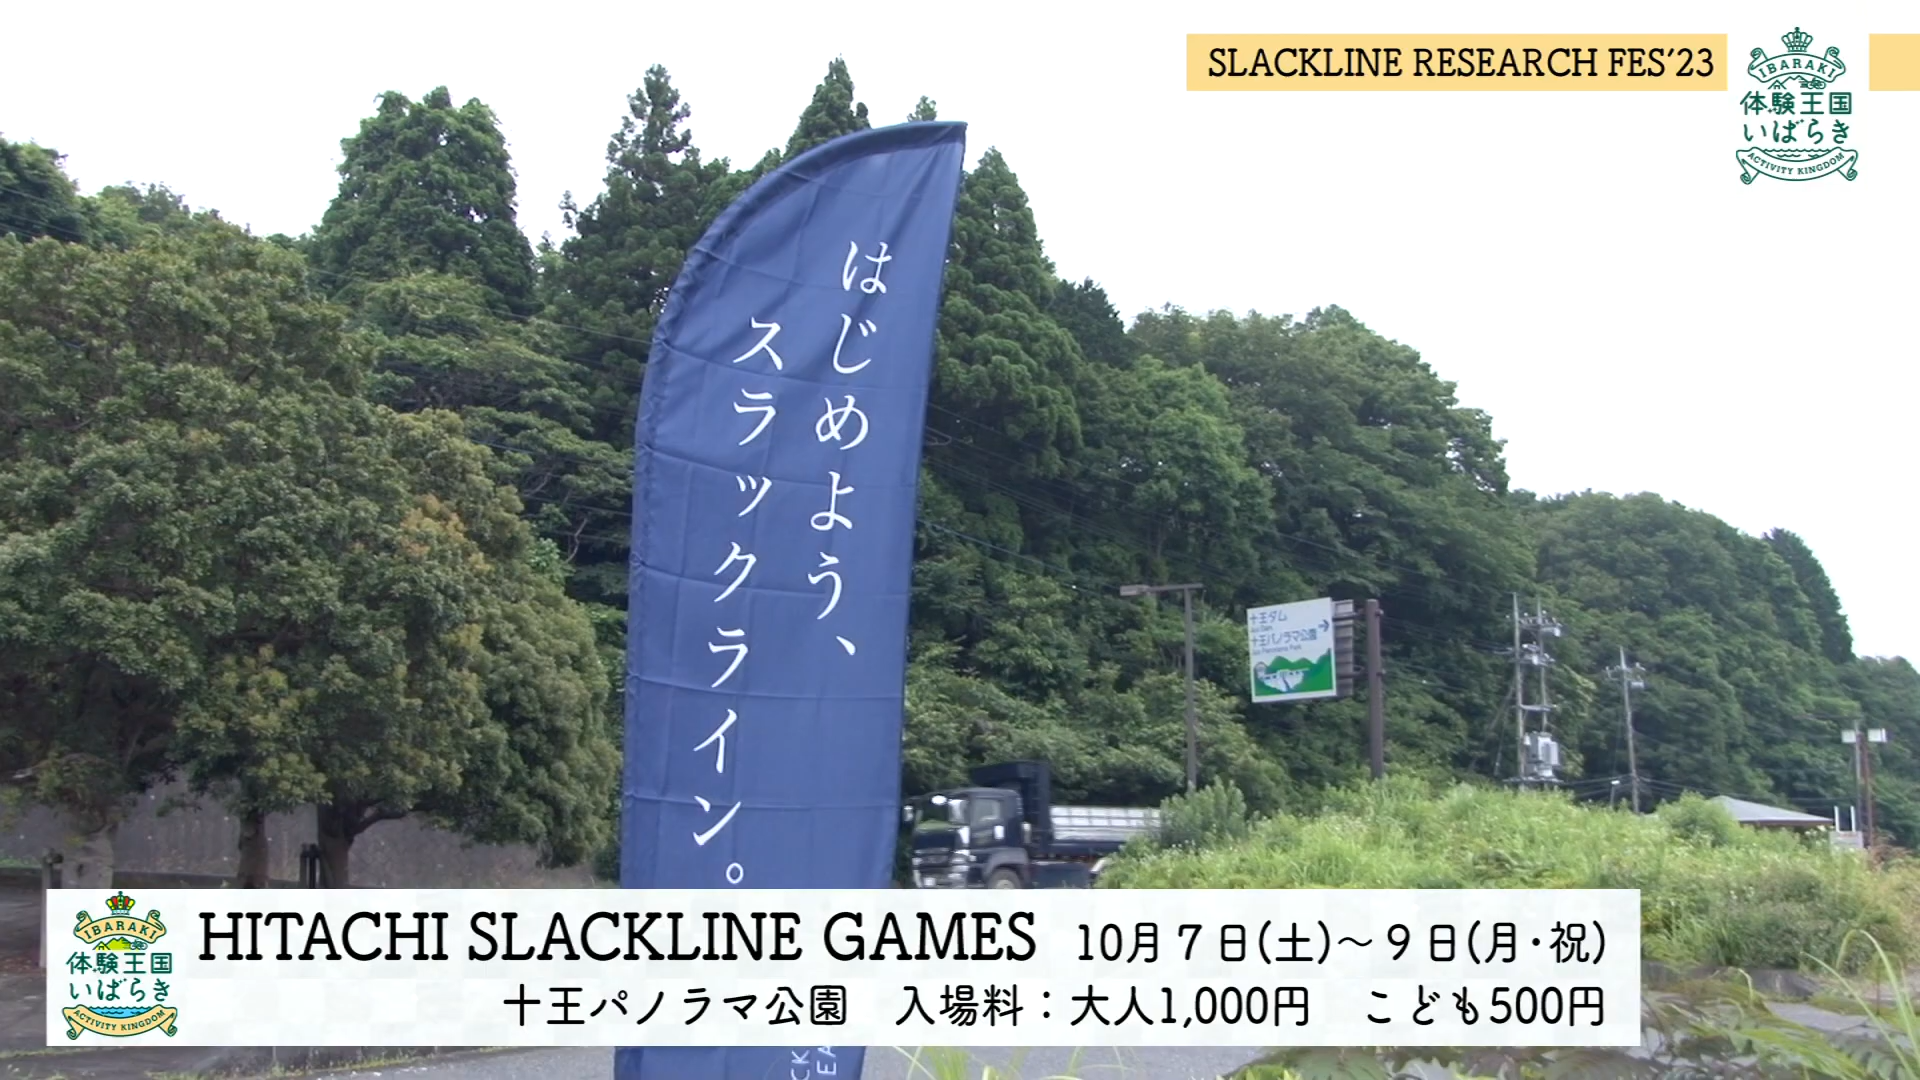 SLACKLINE RESEARCH FES'23
IBARAKI
体験王国
いばらき
ACTIVITY KINGDOM
はじめよう、
スラックライン。
十王ダム
十王パノラマ公園
IBARAKI
体験王国
いばらき
ACTIVITY KINGDOM
HITACHI SLACKLINE GAMES 10月7日(土)～9日(月・祝)
十王パノラマ公園 入場料：大人1,000円 こども500円